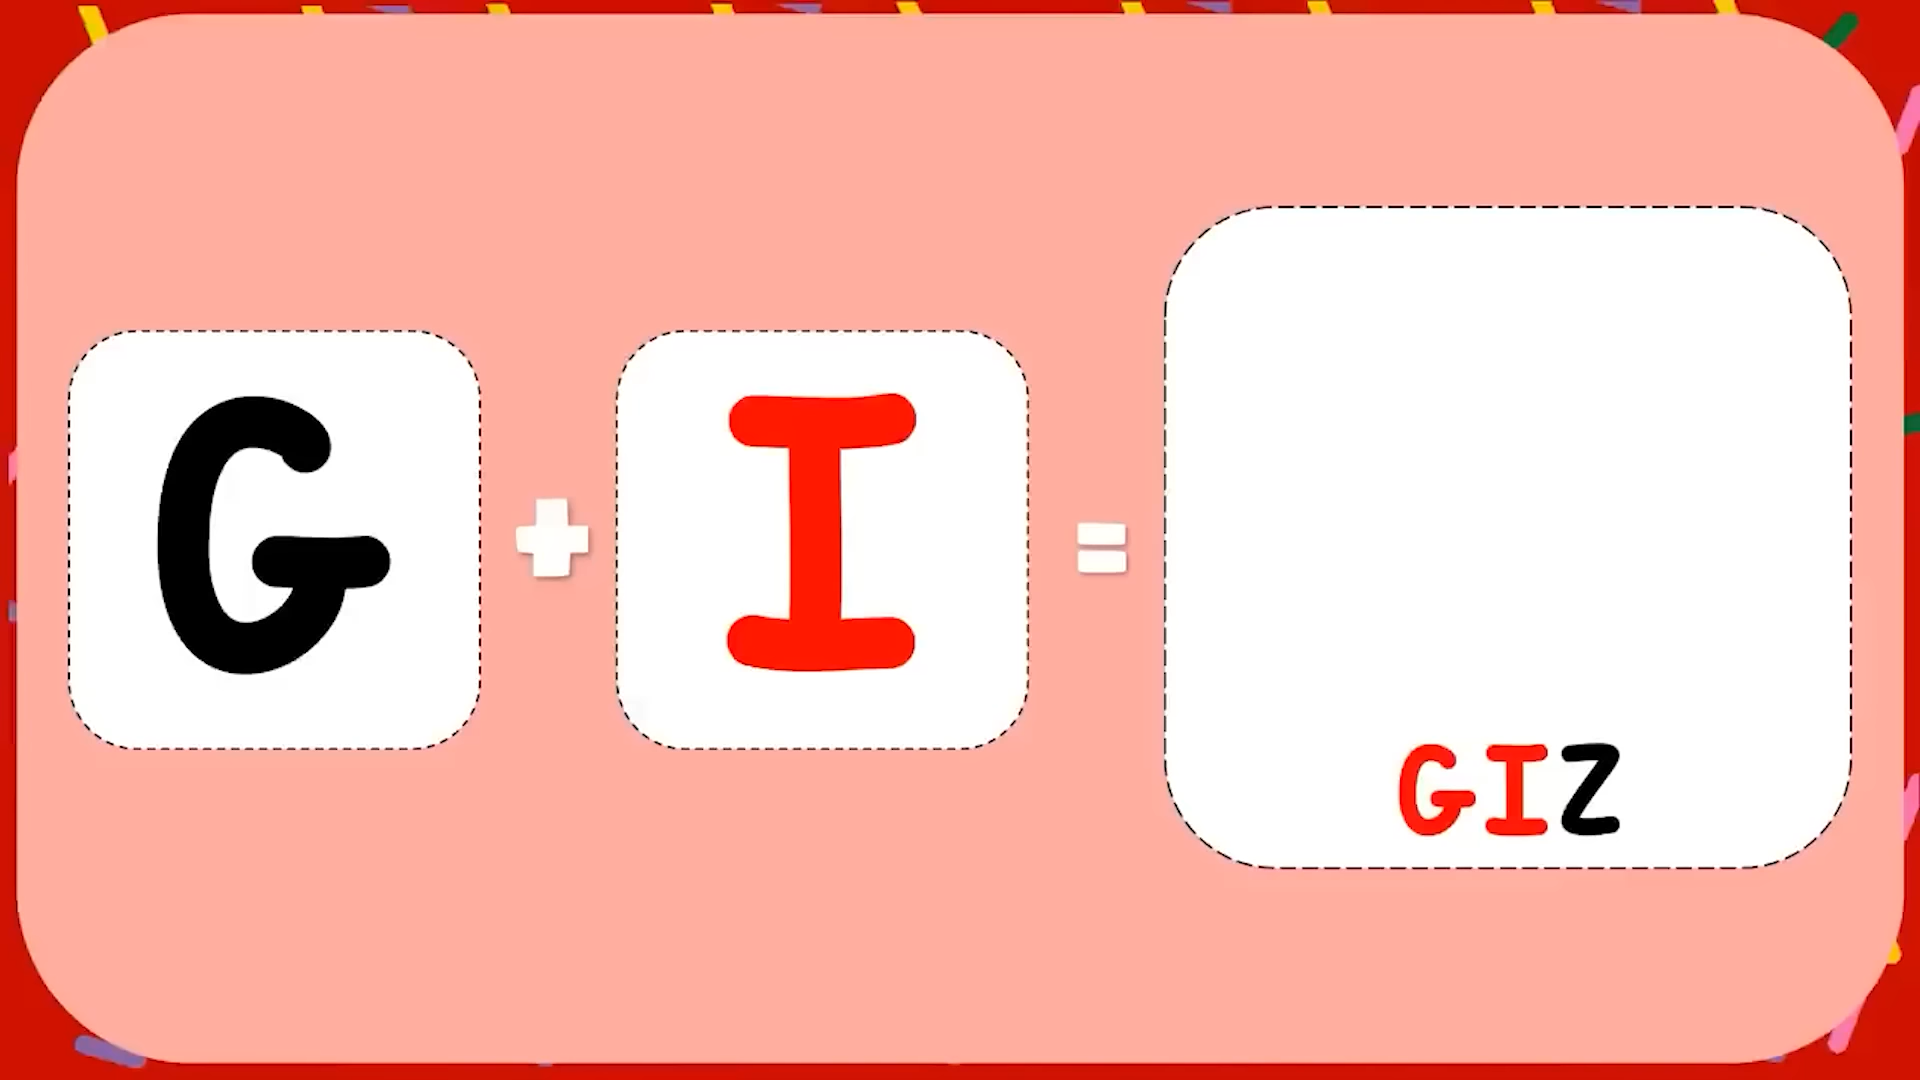 G + I =
GIZ